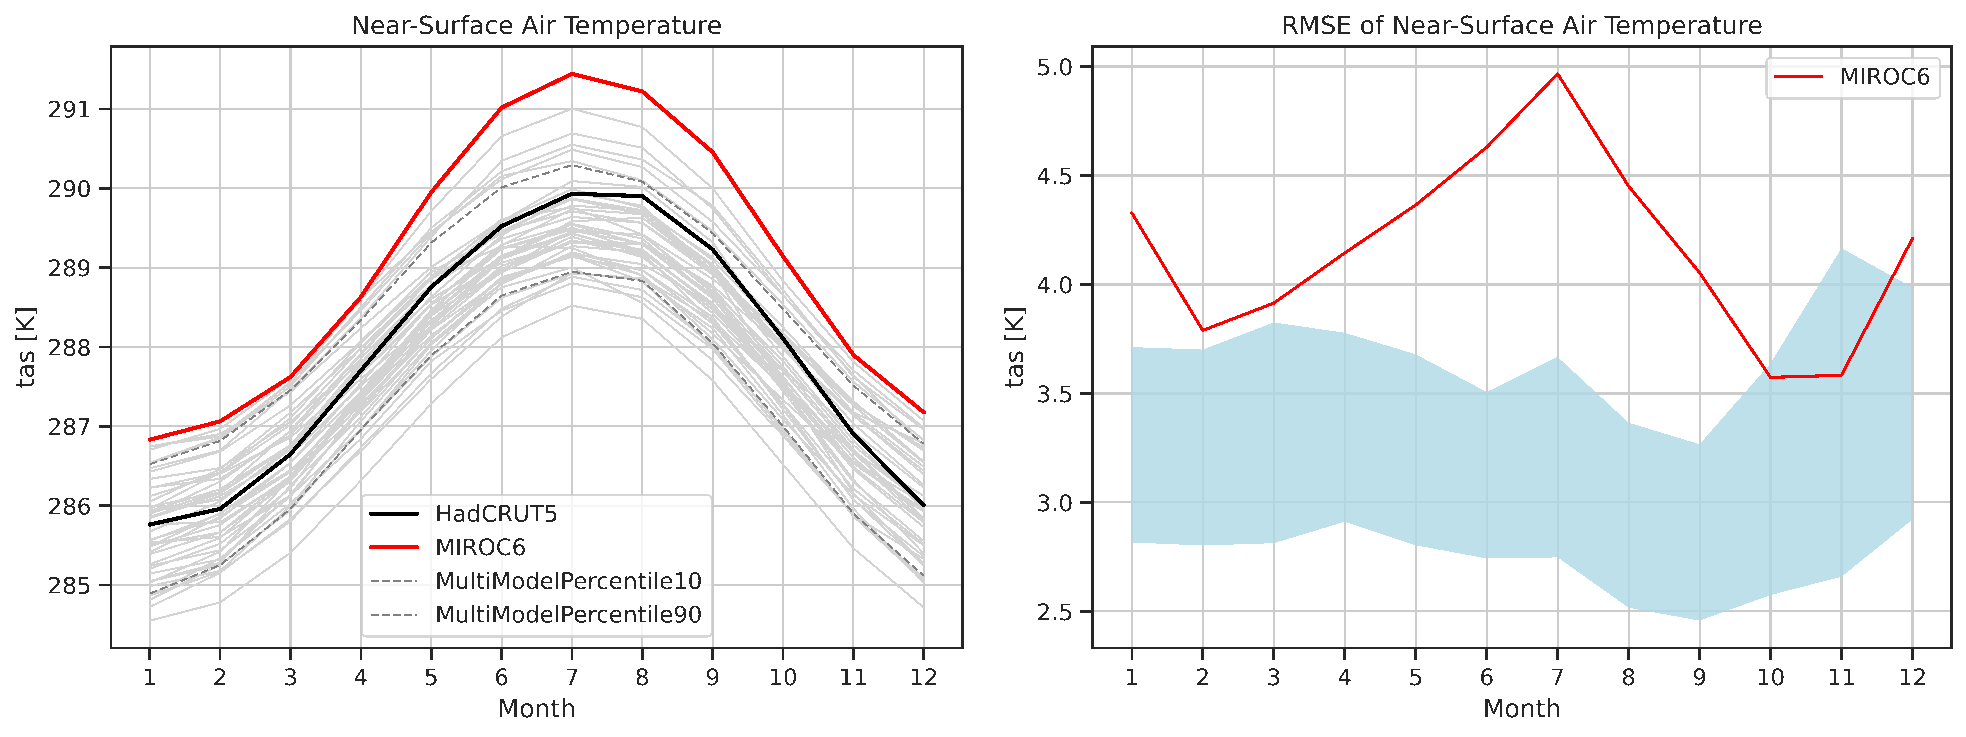 Near-Surface Air Temperature
291
290
289
288
287
286
285
tas [K]
HadCRUT5
MIROC6
MultiModelPercentile10
MultiModelPercentile90
1 2 3 4 5 6 7 8 9 10 11 12
Month
RMSE of Near-Surface Air Temperature
5.0
4.5
4.0
3.5
3.0
2.5
tas [K]
MIROC6
1 2 3 4 5 6 7 8 9 10 11 12
Month